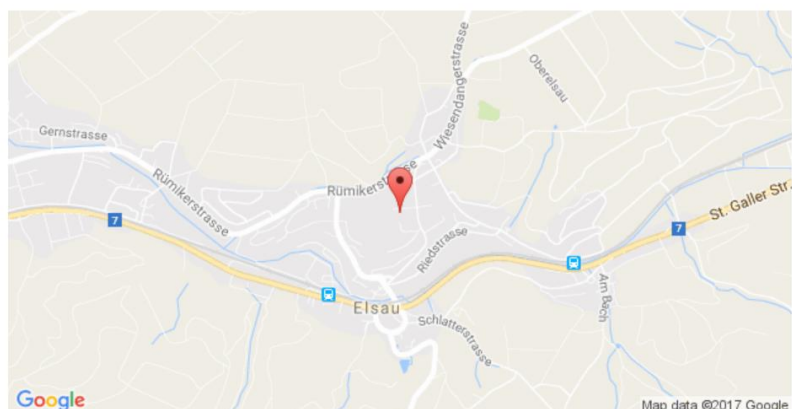 Wiesendangerstrasse
Oberelsau
Gernstrasse
Rümikerstrasse
Rümikerstrasse
St. Galler Str.
7
7
Riedstrasse
Am Bach
Elsau
Schlatterstrasse
Google
Map data ©2017 Google